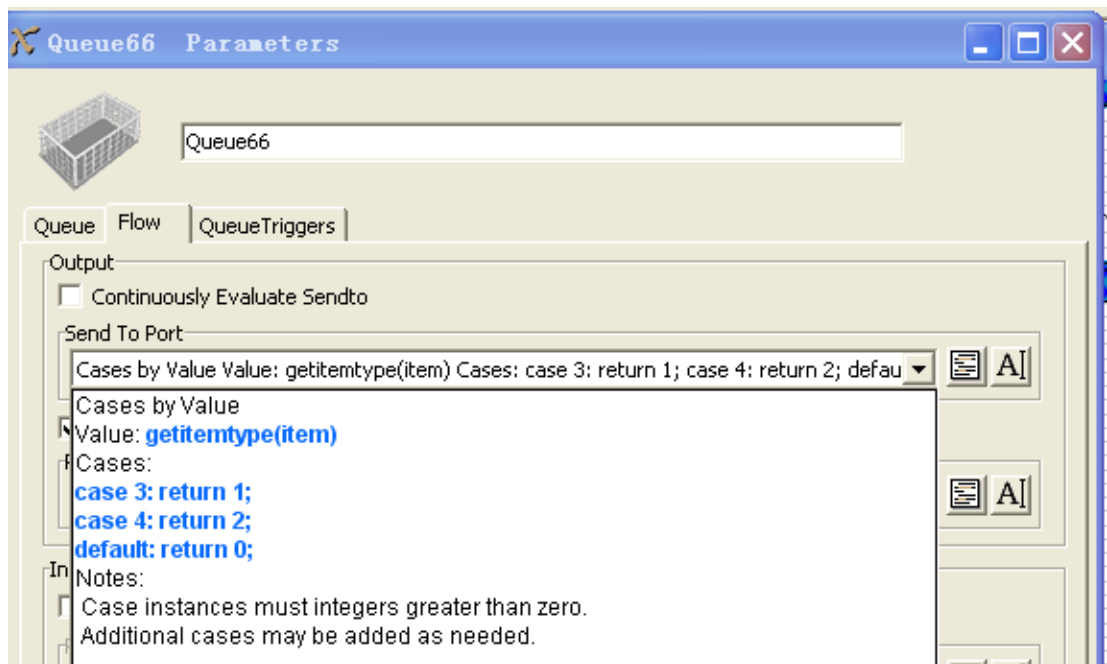 Queue66 Parameters
Queue66
Queue Flow QueueTriggers
Output
Continuously Evaluate Sendto
Send To Port
Cases by Value Value: getitemtype(item) Cases: case 3: return 1; case 4: return 2; defau
Cases by Value
Value: getitemtype(item)
Cases:
case 3: return 1;
case 4: return 2;
default: return 0;
Notes:
Case instances must integers greater than zero.
Additional cases may be added as needed.
In